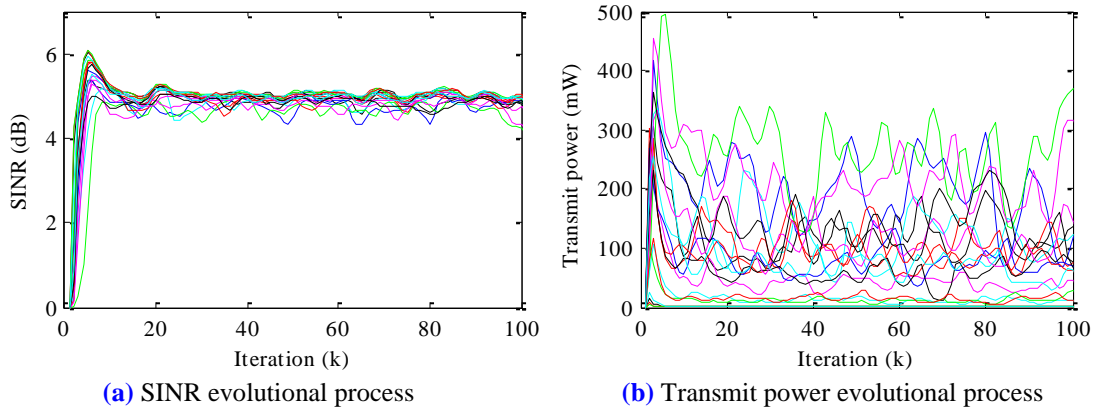 6
4
2
0
SINR (dB)
0 20 40 60 80 100
Iteration (k)
(a) SINR evolutional process
500
400
300
200
100
0
Transmit power (mW)
0 20 40 60 80 100
Iteration (k)
(b) Transmit power evolutional process